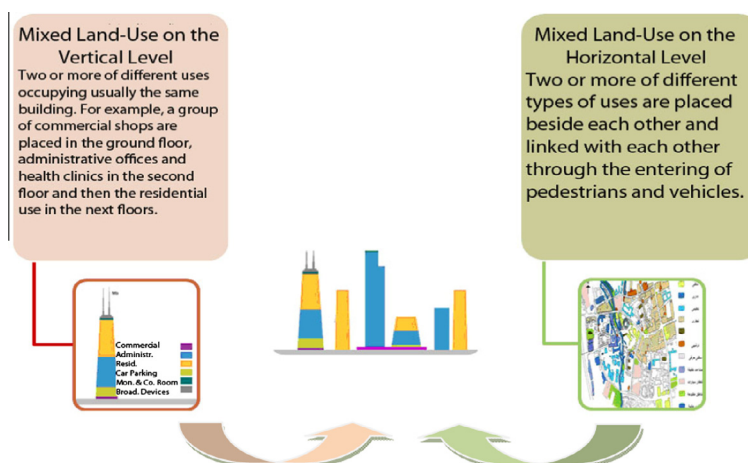 Mixed Land-Use on the
Vertical Level
Two or more of different uses
occupying usually the same
building. For example, a group
of commercial shops are
placed in the ground floor,
administrative offices and
health clinics in the second
floor and then the residential
use in the next floors.
Mixed Land-Use on the
Horizontal Level
Two or more of different
types of uses are placed
beside each other and
linked with each other
through the entering of
pedestrians and vehicles.
Commercial
Administr.
Resid.
Car Parking
Mon. & Co. Room
Broad. Devices